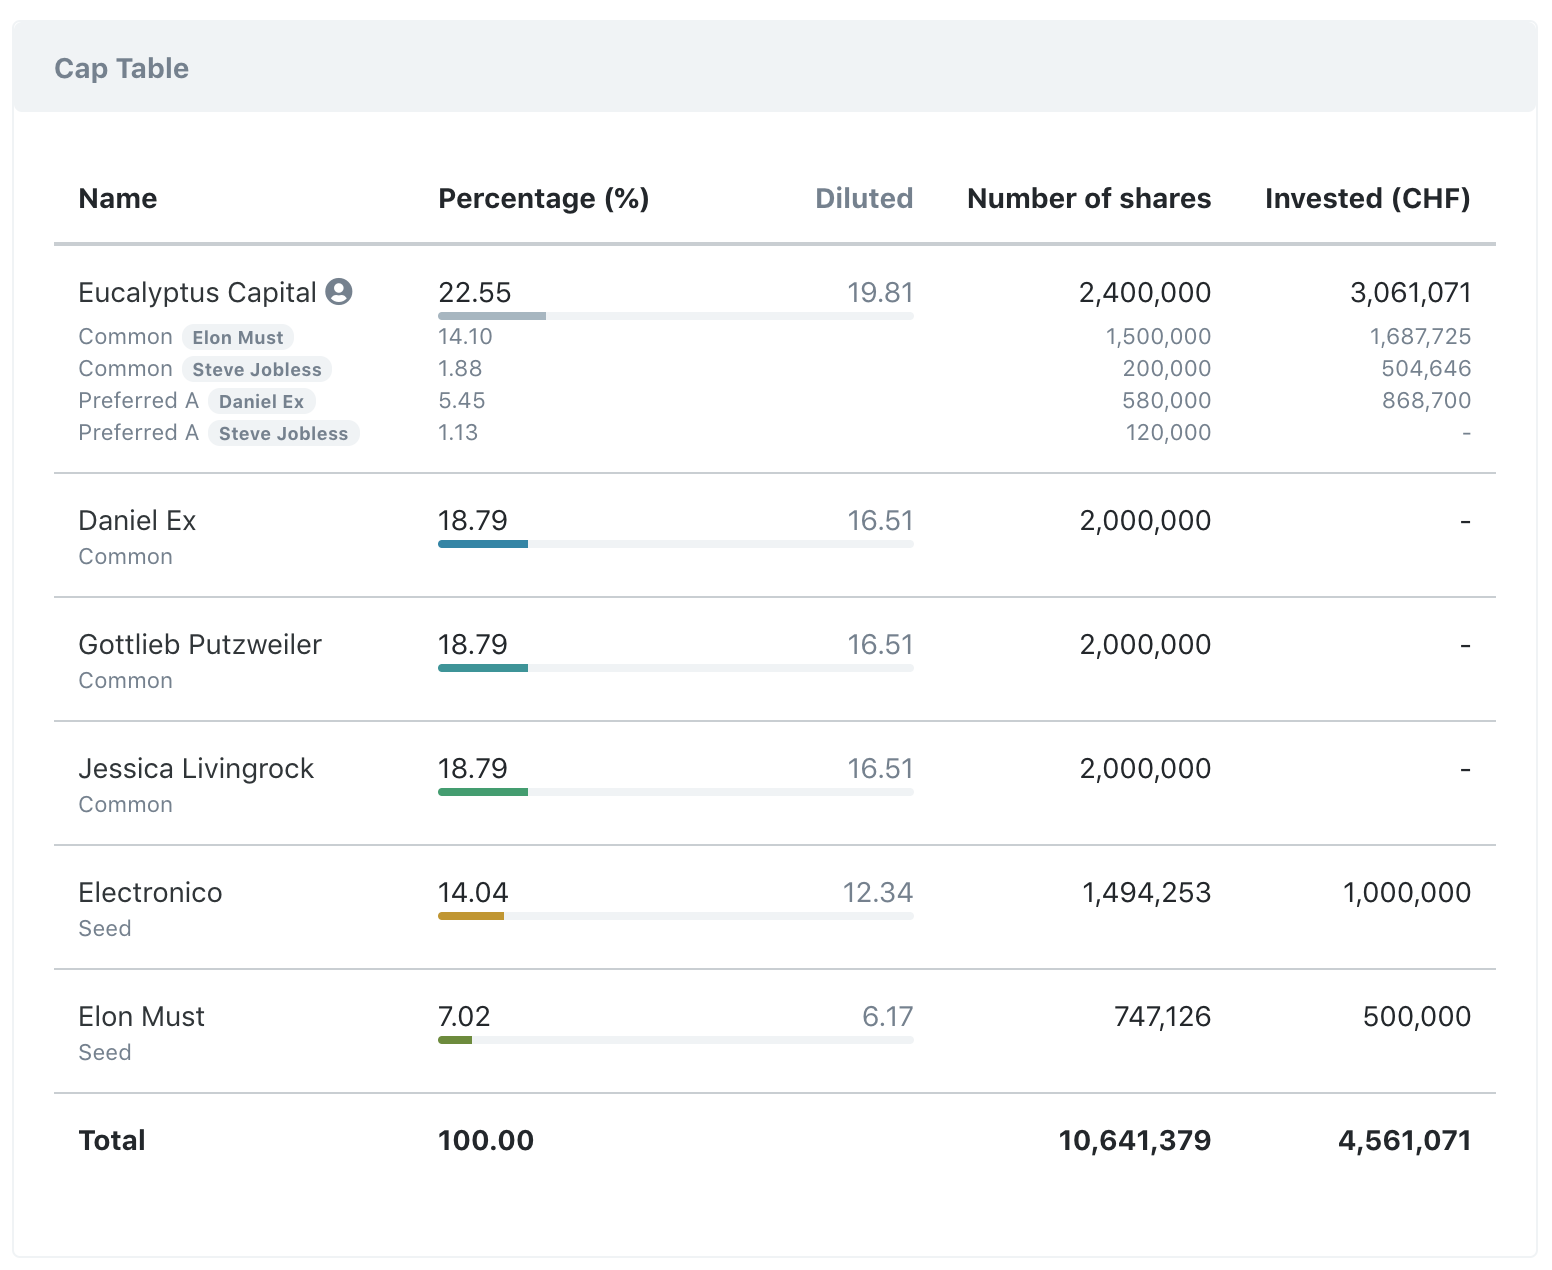 Cap Table
Name Percentage (%) Diluted Number of shares Invested (CHF)
Eucalyptus Capital 22.55 19.81 2,400,000 3,061,071
Common Elon Must 14.10 1,500,000 1,687,725
Common Steve Jobless 1.88 200,000 504,646
Preferred A Daniel Ex 5.45 580,000 868,700
Preferred A Steve Jobless 1.13 120,000 -
Daniel Ex 18.79 16.51 2,000,000 -
Common
Gottlieb Putzweiler 18.79 16.51 2,000,000 -
Common
Jessica Livingrock 18.79 16.51 2,000,000 -
Common
Electronico 14.04 12.34 1,494,253 1,000,000
Seed
Elon Must 7.02 6.17 747,126 500,000
Seed
Total 100.00 10,641,379 4,561,071